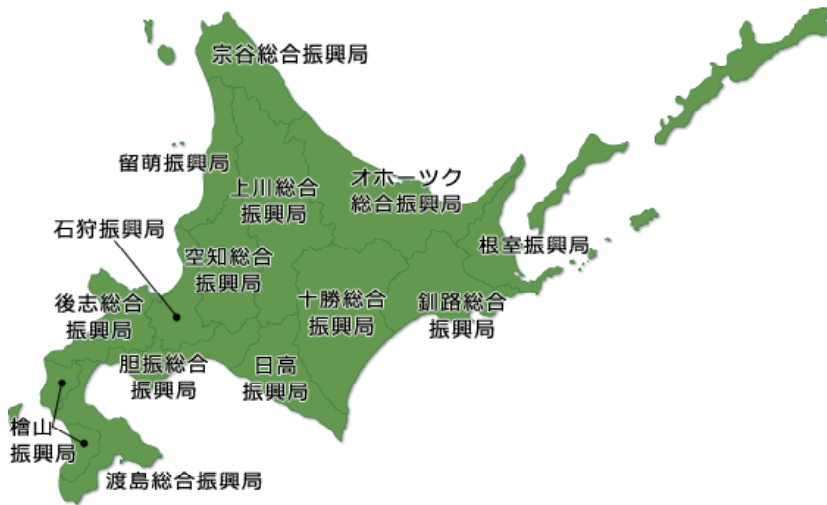 宗谷総合振興局
留萌振興局
上川総合
振興局
オホーツク
総合振興局
石狩振興局
空知総合
振興局
根室振興局
後志総合
振興局
十勝総合
振興局
釧路総合
振興局
胆振総合
振興局
日高
振興局
檜山
振興局
渡島総合振興局